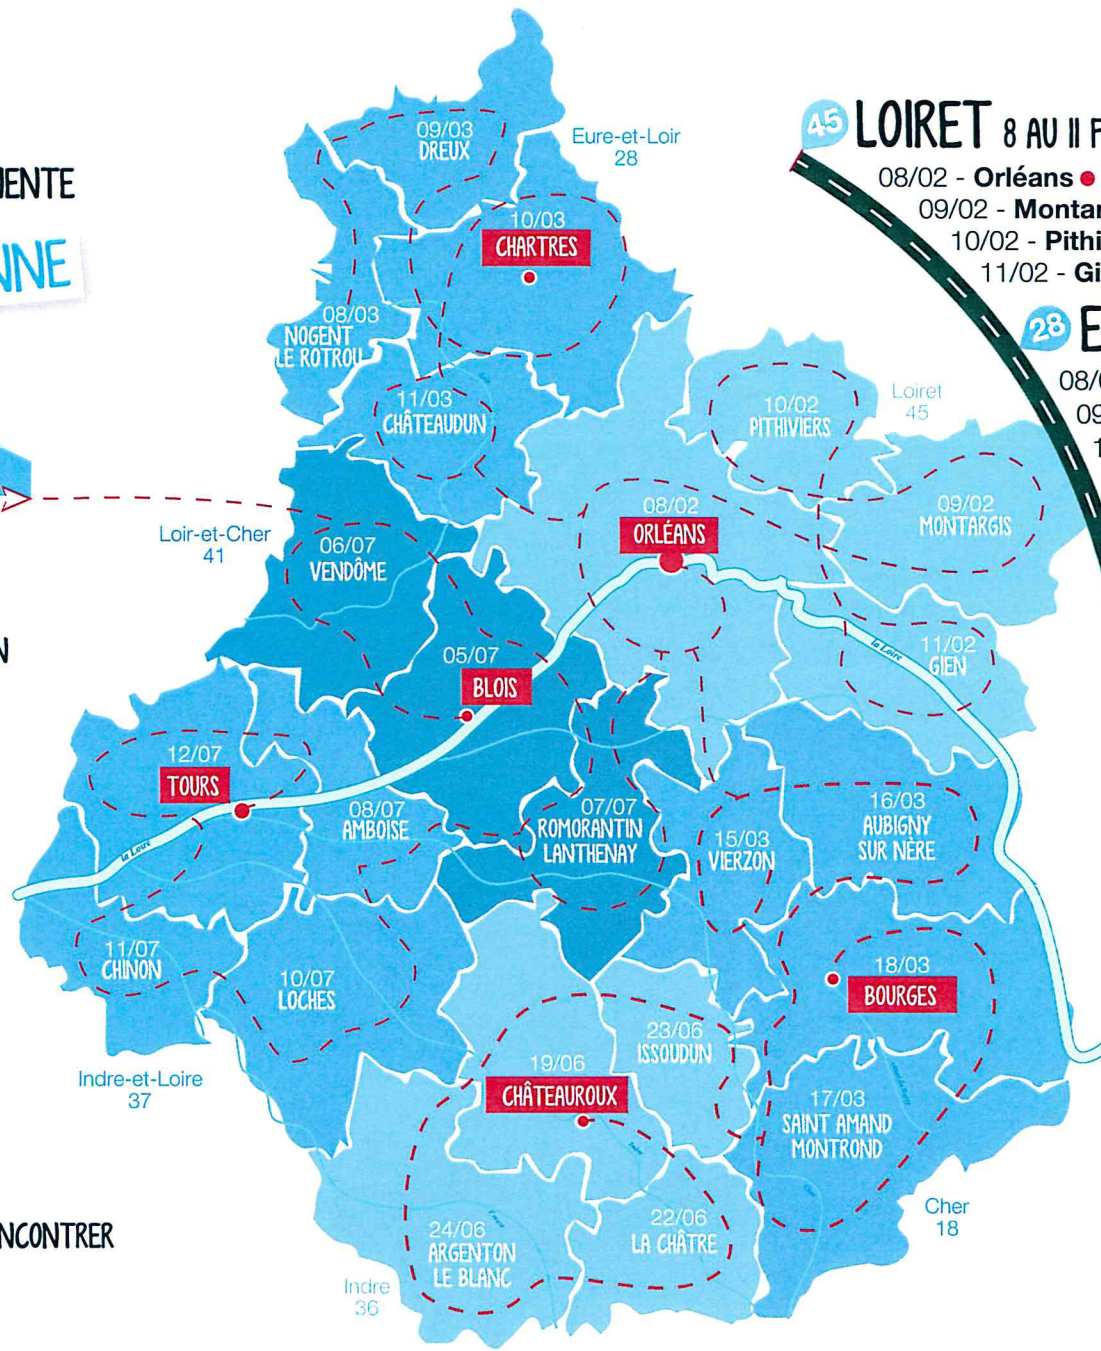 45 LOIRET 8 AU 11 F
08/02 - Orléans
09/02 - Montar
10/02 - Pithi
11/02 - Gi
28 E
08/0
09
1
IENTE
NNE
N
NCONTRER
Eure-et-Loir
28
09/03
DREUX
10/03
CHARTRES
08/03
NOGENT
LE ROTROU
11/03
CHÂTEAUDUN
Loiret
45
10/02
PITHIVIERS
09/02
MONTARGIS
08/02
ORLÉANS
11/02
GIEN
la Loire
Loir-et-Cher
41
06/07
VENDÔME
05/07
BLOIS
07/07
ROMORANTIN
LANTHENAY
12/07
TOURS
08/07
AMBOISE
la Loire
11/07
CHINON
10/07
LOCHES
Indre-et-Loire
37
15/03
VIERZON
16/03
AUBIGNY
SUR NÈRE
18/03
BOURGES
17/03
SAINT AMAND
MONTROND
Cher
Cher
18
23/06
ISSOUDUN
19/06
CHÂTEAUROUX
Indre
22/06
LA CHÂTRE
24/06
ARGENTON
LE BLANC
Creuse
Indre
36